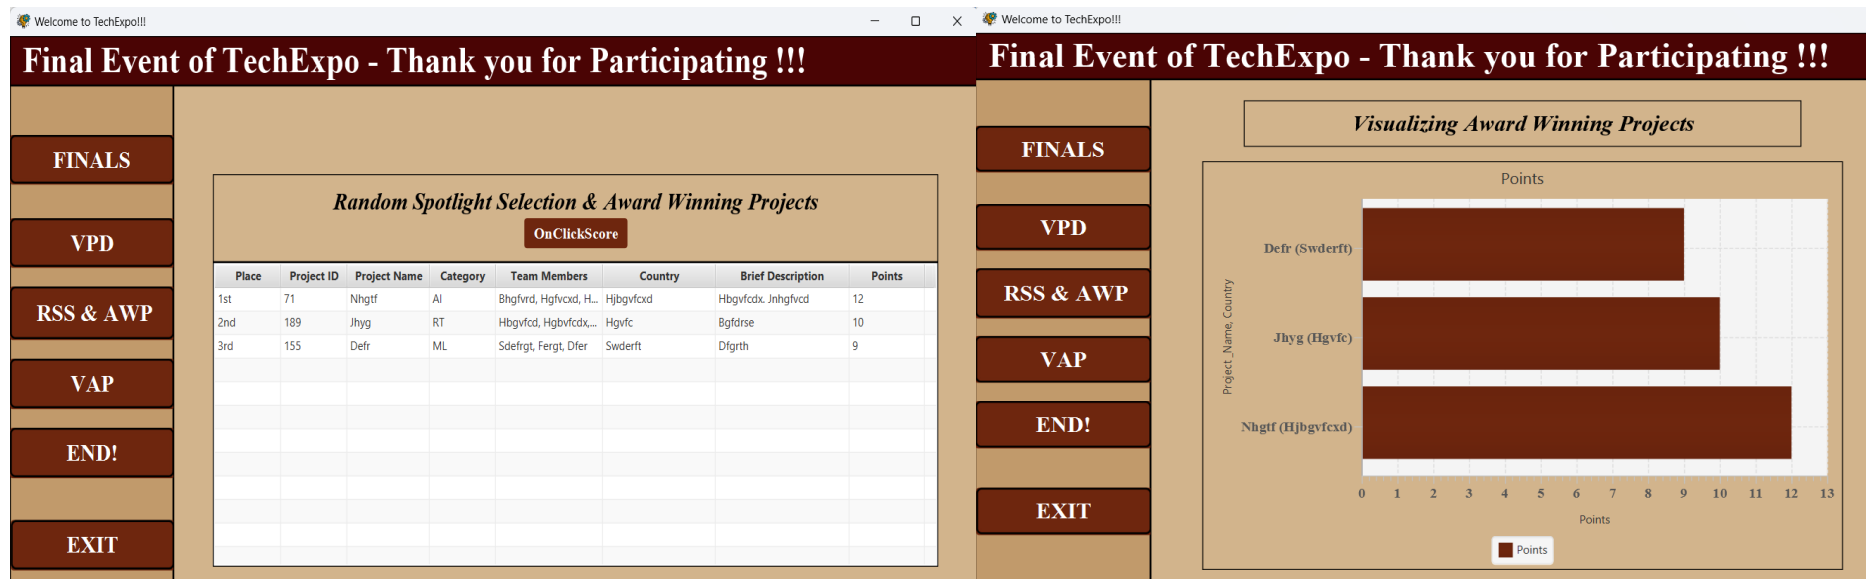 Welcome to TechExpo!!!
Final Event of TechExpo - Thank you for Participating !!!
FINALS
VPD
RSS & AWP
VAP
END!
EXIT
Random Spotlight Selection & Award Winning Projects
OnClickScore
Place Project ID Project Name Category Team Members Country Brief Description Points
1st 71 Nhgtf AI Bhgfvrd, Hgfvcxd, H... Hjbgvfcxd Hbgvfcdx. Jnhgfvcd 12
2nd 189 Jhyg RT Hbgvfcd, Hgbvfcdx,... Hgvfc Bgfdrse 10
3rd 155 Defr ML Sdefrgt, Fergt, Dfer Swderft Dfgrth 9
Welcome to TechExpo!!!
Final Event of TechExpo - Thank you for Participating !!!
FINALS
VPD
RSS & AWP
VAP
END!
EXIT
Visualizing Award Winning Projects
Points
Project_Name, Country
Defr (Swderft)
Jhyg (Hgvfc)
Nhgtf (Hjbgvfcxd)
0 1 2 3 4 5 6 7 8 9 10 11 12 13
Points
Points